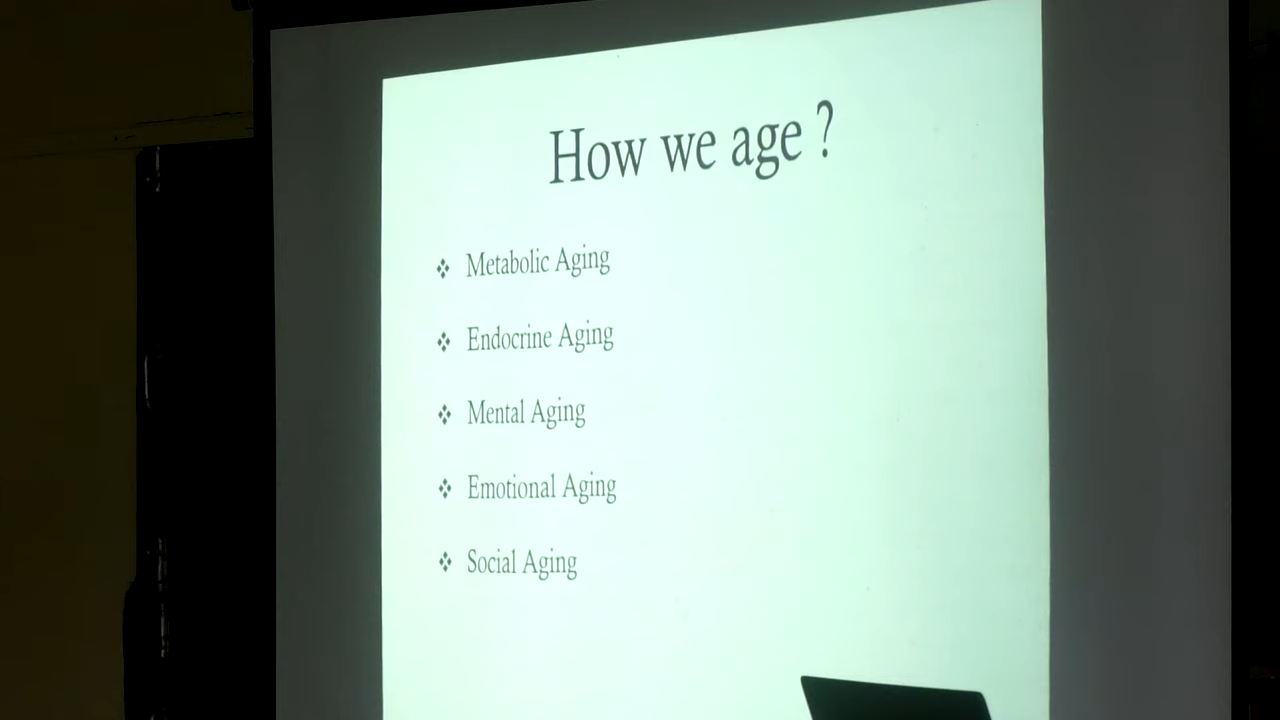 How we age ?
Metabolic Aging
Endocrine Aging
Mental Aging
Emotional Aging
Social Aging